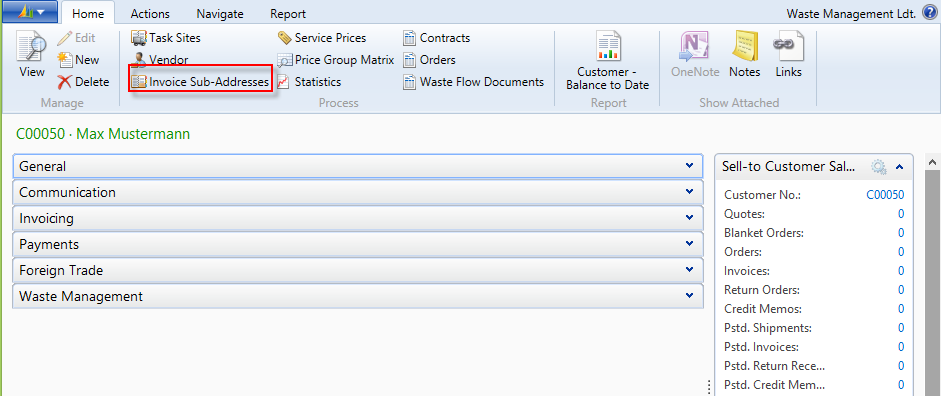 Home Actions Navigate Report Waste Management Ldt.
View
Edit
New
Delete
Manage
Task Sites
Vendor
Invoice Sub-Addresses
Service Prices
Price Group Matrix
Statistics
Contracts
Orders
Waste Flow Documents
Process
Customer -
Balance to Date
Report
OneNote
Notes
Links
Show Attached
C00050 · Max Mustermann
General
Communication
Invoicing
Payments
Foreign Trade
Waste Management
Sell-to Customer Sal...
Customer No.: C00050
Quotes: 0
Blanket Orders: 0
Orders: 0
Invoices: 0
Return Orders: 0
Credit Memos: 0
Pstd. Shipments: 0
Pstd. Invoices: 0
Pstd. Return Rece... 0
Pstd. Credit Mem... 0